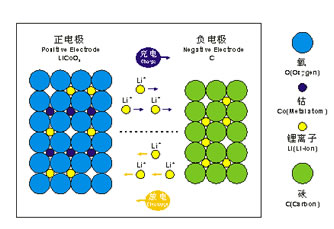 正电极
Positive Electrode
LiCoO₂
充电
Charge
负电极
Negative Electrode
C
Li⁺
Li⁺
Li⁺
Li⁺
Li⁺
Li⁺
放电
Discharge
氧
O(Oxygen)
钴
Co(Metal atom)
锂离子
Li(Li-Ion)
碳
C(Carbon)